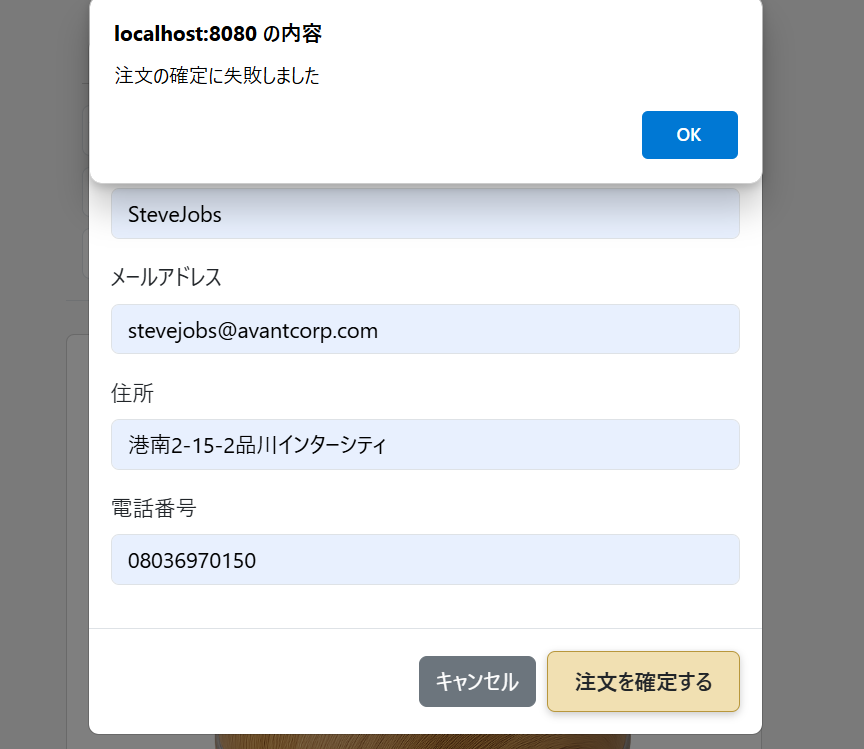 localhost:8080 の内容
注文の確定に失敗しました
OK
SteveJobs
メールアドレス
stevejobs@avantcorp.com
住所
港南2-15-2品川インターシティ
電話番号
08036970150
キャンセル
注文を確定する